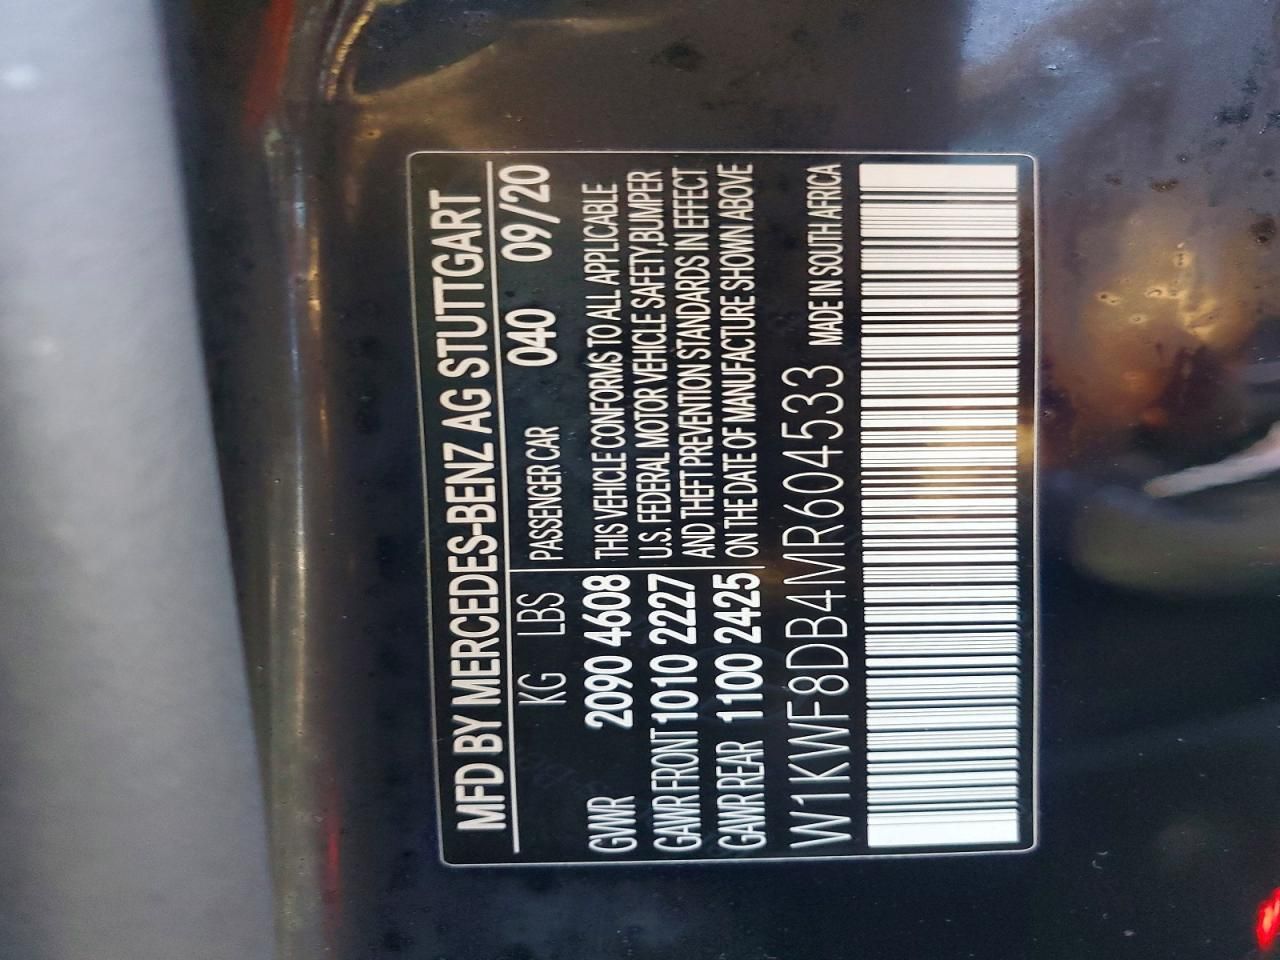 MFD BY MERCEDES-BENZ AG STUTTGART
KG LBS PASSENGER CAR 040 09/20
GVWR 2090 4608 THIS VEHICLE CONFORMS TO ALL APPLICABLE
GAWR FRONT 1010 2227 U.S. FEDERAL MOTOR VEHICLE SAFETY,BUMPER
AND THEFT PREVENTION STANDARDS IN EFFECT
GAWR REAR 1100 2425 ON THE DATE OF MANUFACTURE SHOWN ABOVE
W1KWF8DB4MR604533 MADE IN SOUTH AFRICA